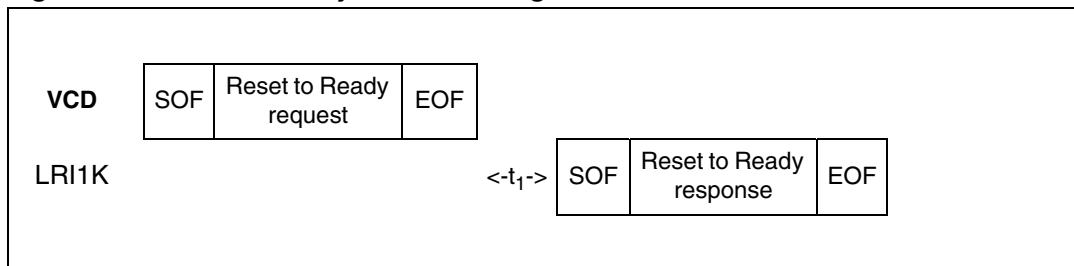 VCD SOF Reset to Ready request EOF
LRI1K <-t₁-> SOF Reset to Ready response EOF